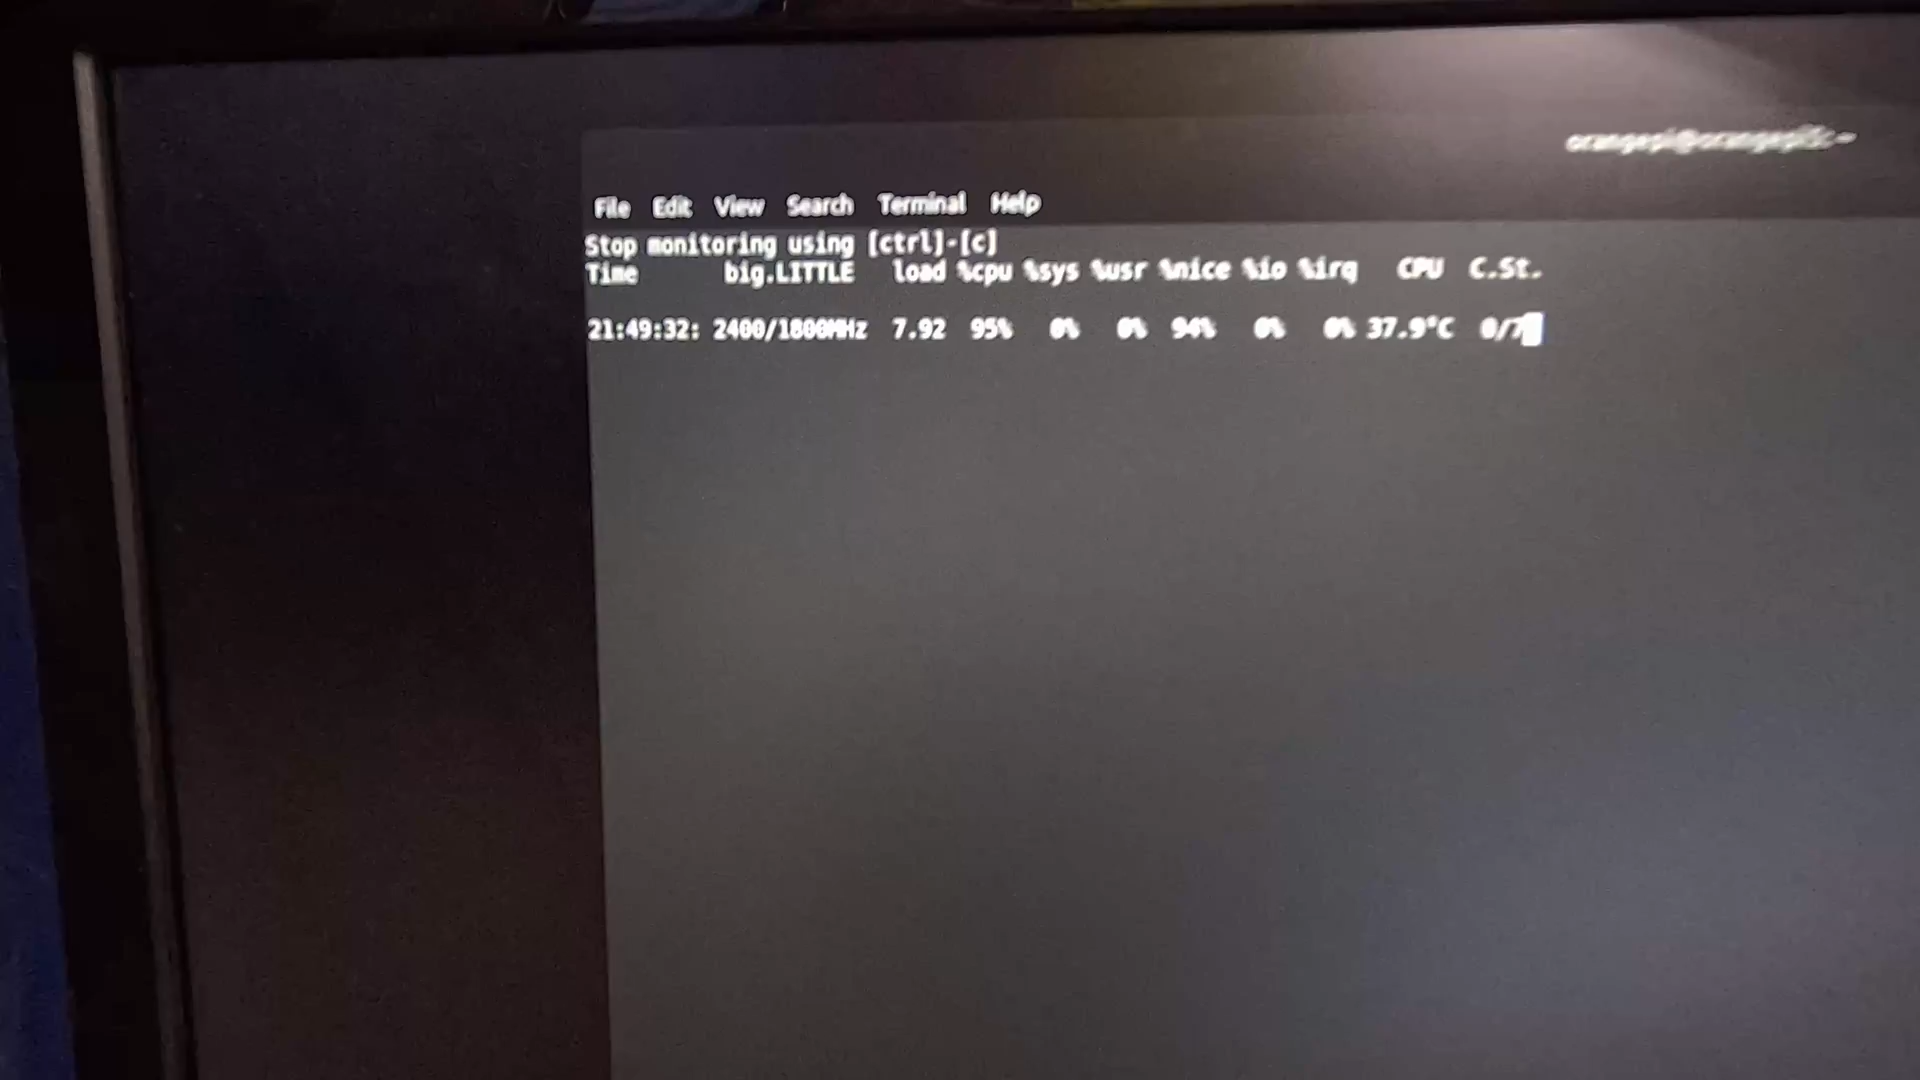 orangepi@orangepi5:~
File Edit View Search Terminal Help
Stop monitoring using [ctrl]-[c]
Time big.LITTLE load %cpu %sys %usr %nice %io %irq CPU C.St.
21:49:32: 2400/1800MHz 7.92 95% 0% 0% 94% 0% 0% 37.9°C 0/7